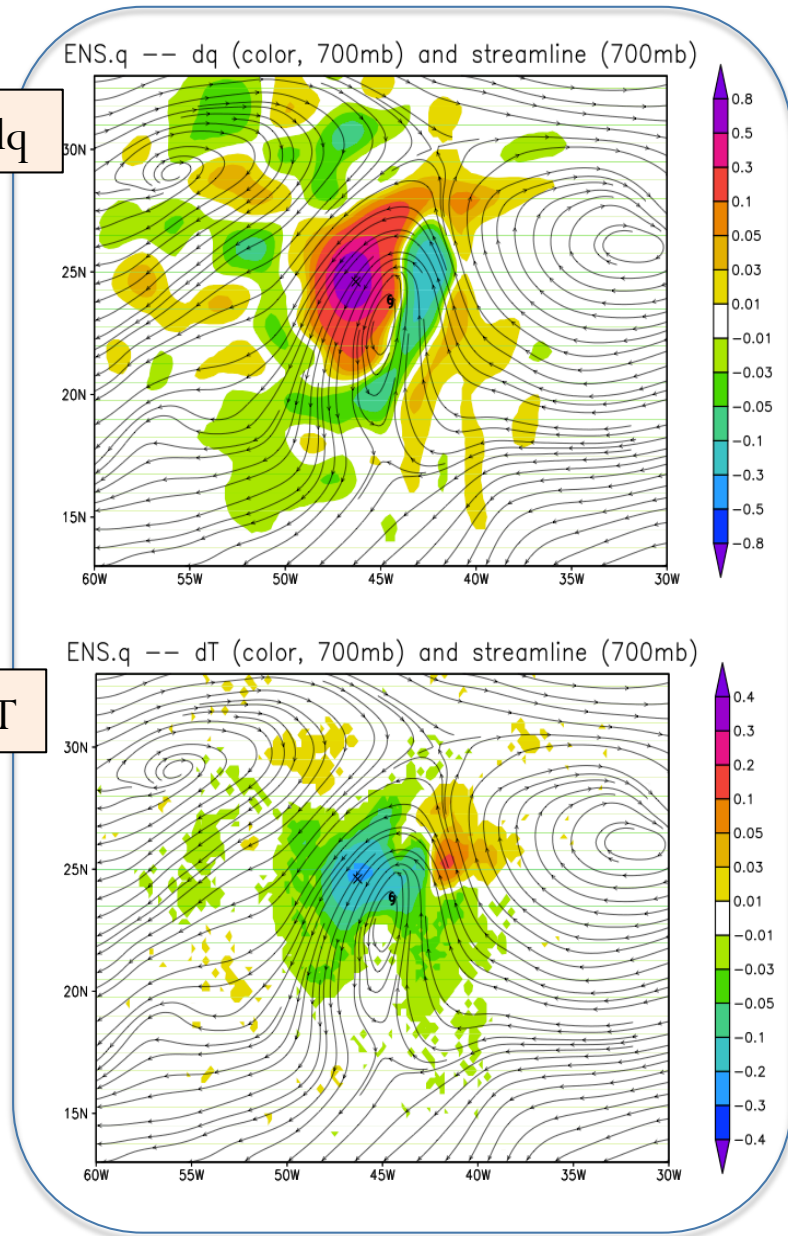 ENS.q -- dq (color, 700mb) and streamline (700mb)
dq
30N
25N
20N
15N
60W 55W 50W 45W 40W 35W 30W
0.8
0.5
0.3
0.1
0.05
0.03
0.01
-0.01
-0.03
-0.05
-0.1
-0.3
-0.5
-0.8
ENS.q -- dT (color, 700mb) and streamline (700mb)
T
30N
25N
20N
15N
60W 55W 50W 45W 40W 35W 30W
0.4
0.3
0.2
0.1
0.05
0.03
0.01
-0.01
-0.03
-0.05
-0.1
-0.2
-0.3
-0.4